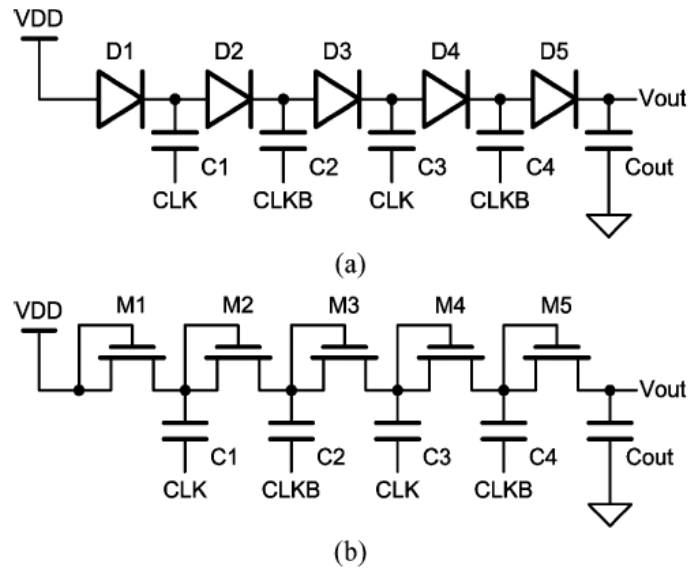 VDD
D1 D2 D3 D4 D5
Vout
C1 C2 C3 C4 Cout
CLK CLKB CLK CLKB
(a)
VDD M1 M2 M3 M4 M5
Vout
C1 C2 C3 C4 Cout
CLK CLKB CLK CLKB
(b)